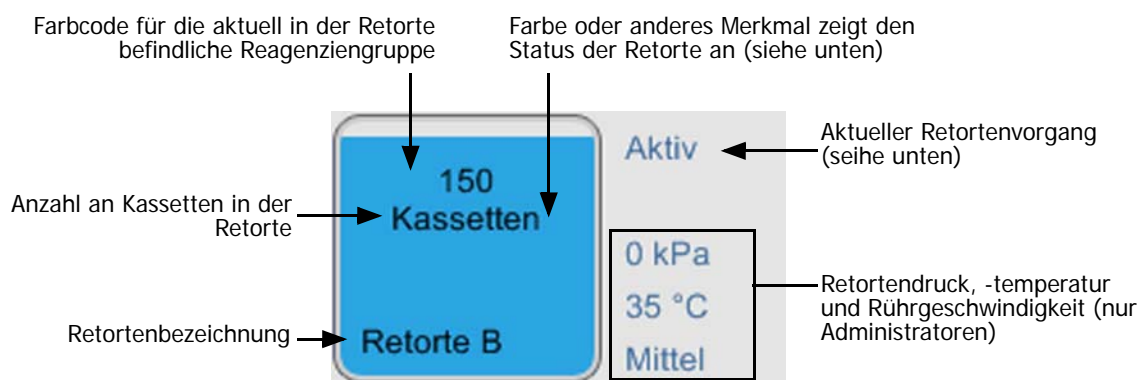 Farbcode für die aktuell in der Retorte
befindliche Reagenziengruppe
Farbe oder anderes Merkmal zeigt den
Status der Retorte an (siehe unten)
Aktiv
Aktueller Retortenvorgang
(seihe unten)
150
Kassetten
Anzahl an Kassetten in der
Retorte
0 kPa
35 °C
Mittel
Retortendruck, -temperatur
und Rührgeschwindigkeit (nur
Administratoren)
Retortenbezeichnung
Retorte B